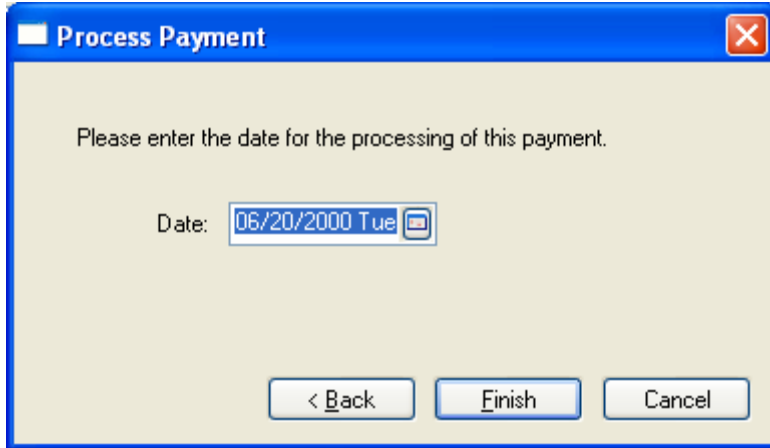 Process Payment
Please enter the date for the processing of this payment.
Date: 06/20/2000 Tue
< Back Finish Cancel